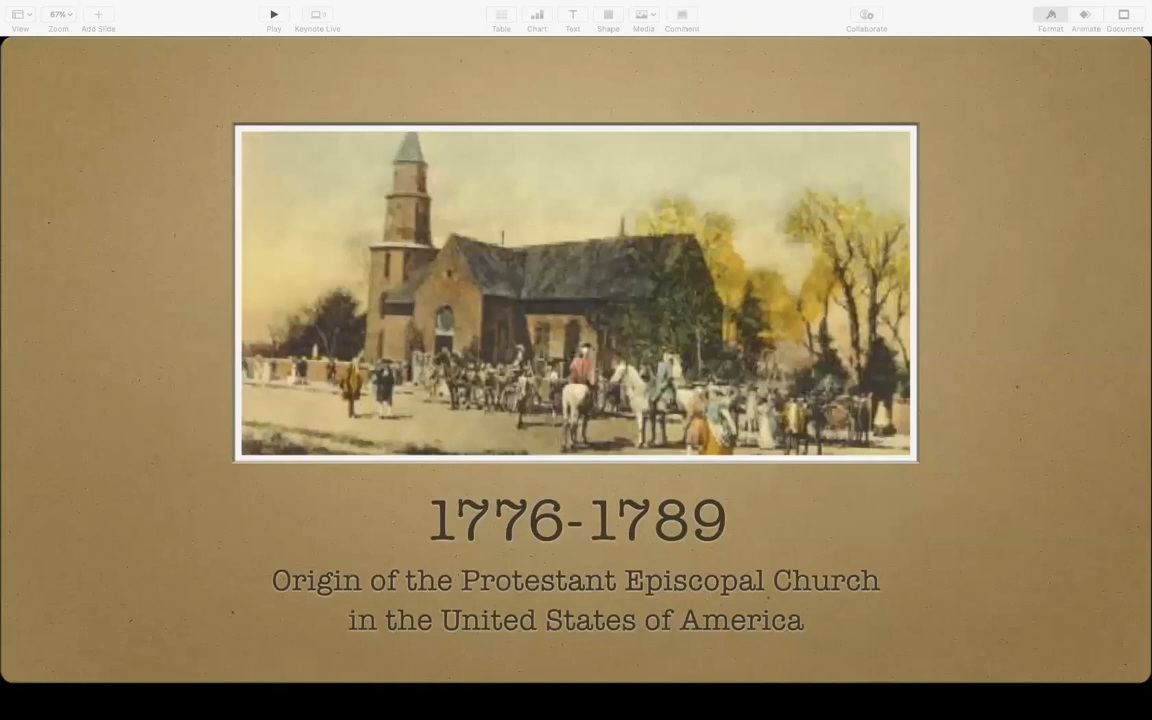 View
67%
Zoom
Add Slide
Play
Keynote Live
Table
Chart
Text
Shape
Media
Comment
Collaborate
Format
Animate
Document
1776-1789
Origin of the Protestant Episcopal Church
in the United States of America